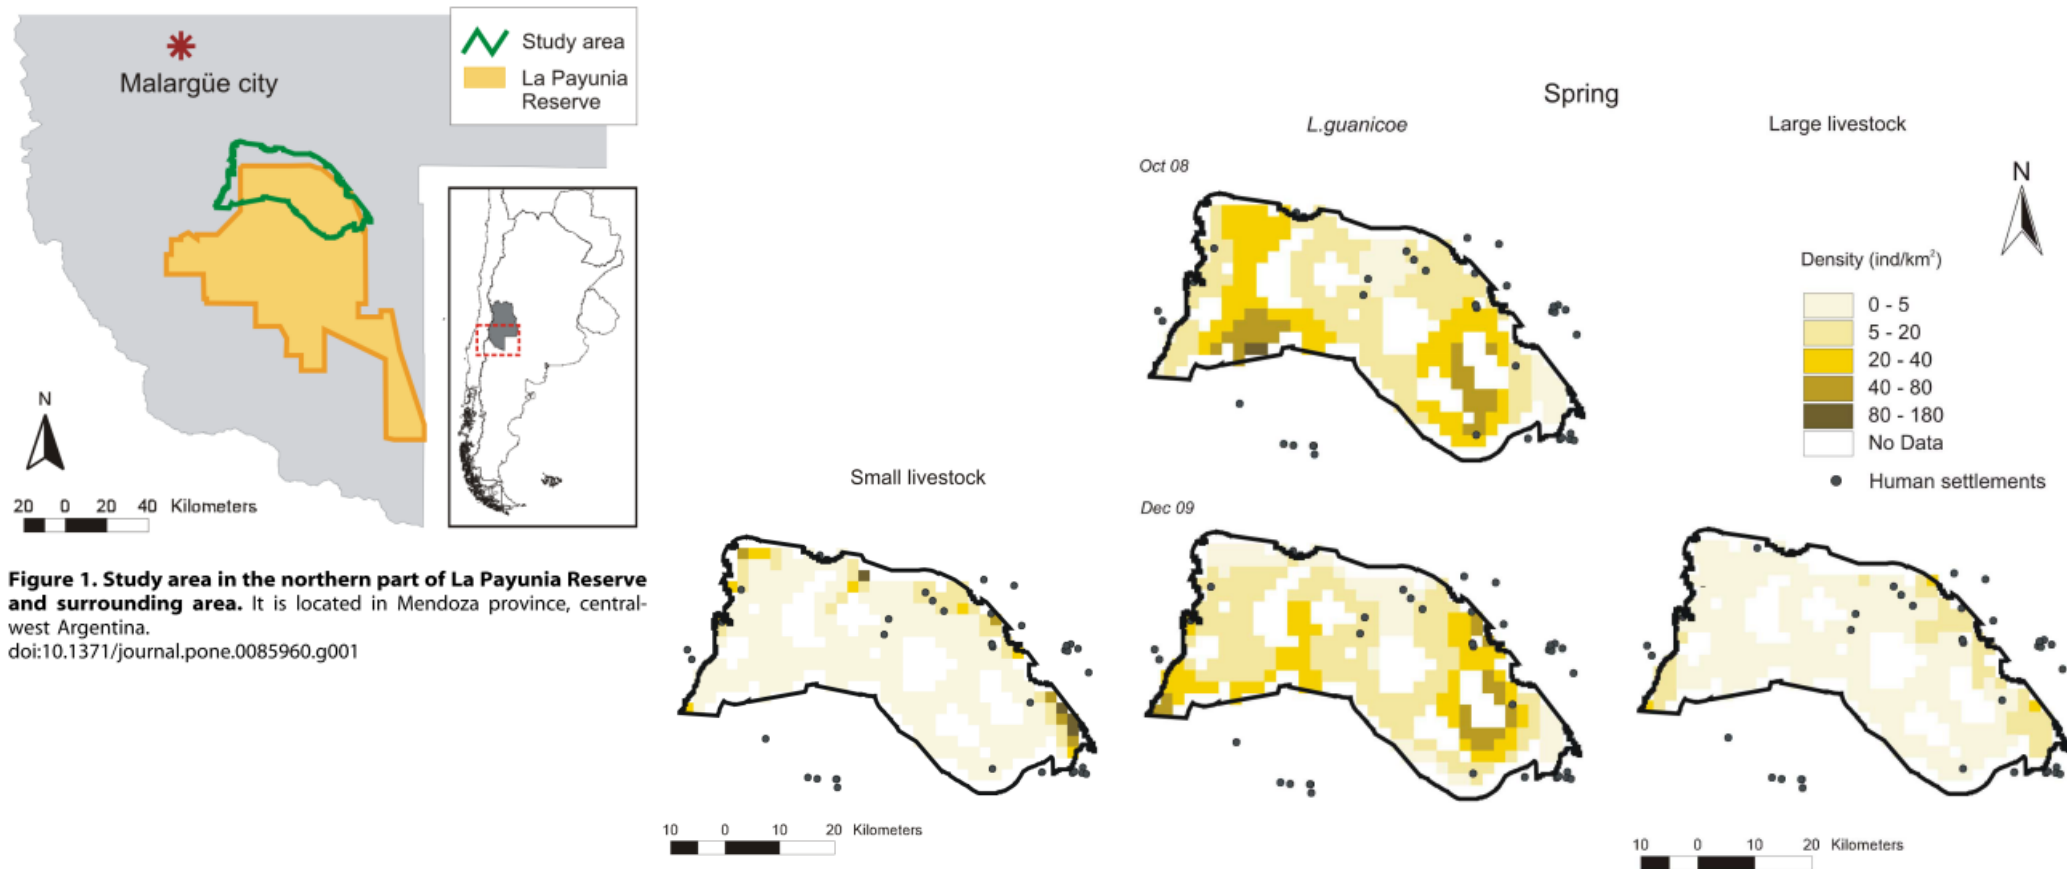 Malargüe city
Study area
La Payunia
Reserve
N
20 0 20 40 Kilometers
Figure 1. Study area in the northern part of La Payunia Reserve
and surrounding area. It is located in Mendoza province, central-
west Argentina.
doi:10.1371/journal.pone.0085960.g001
Spring
L.guanicoe
Large livestock
Oct 08
N
Density (ind/km²)
0 - 5
5 - 20
20 - 40
40 - 80
80 - 180
No Data
Human settlements
Small livestock
Dec 09
10 0 10 20 Kilometers
10 0 10 20 Kilometers